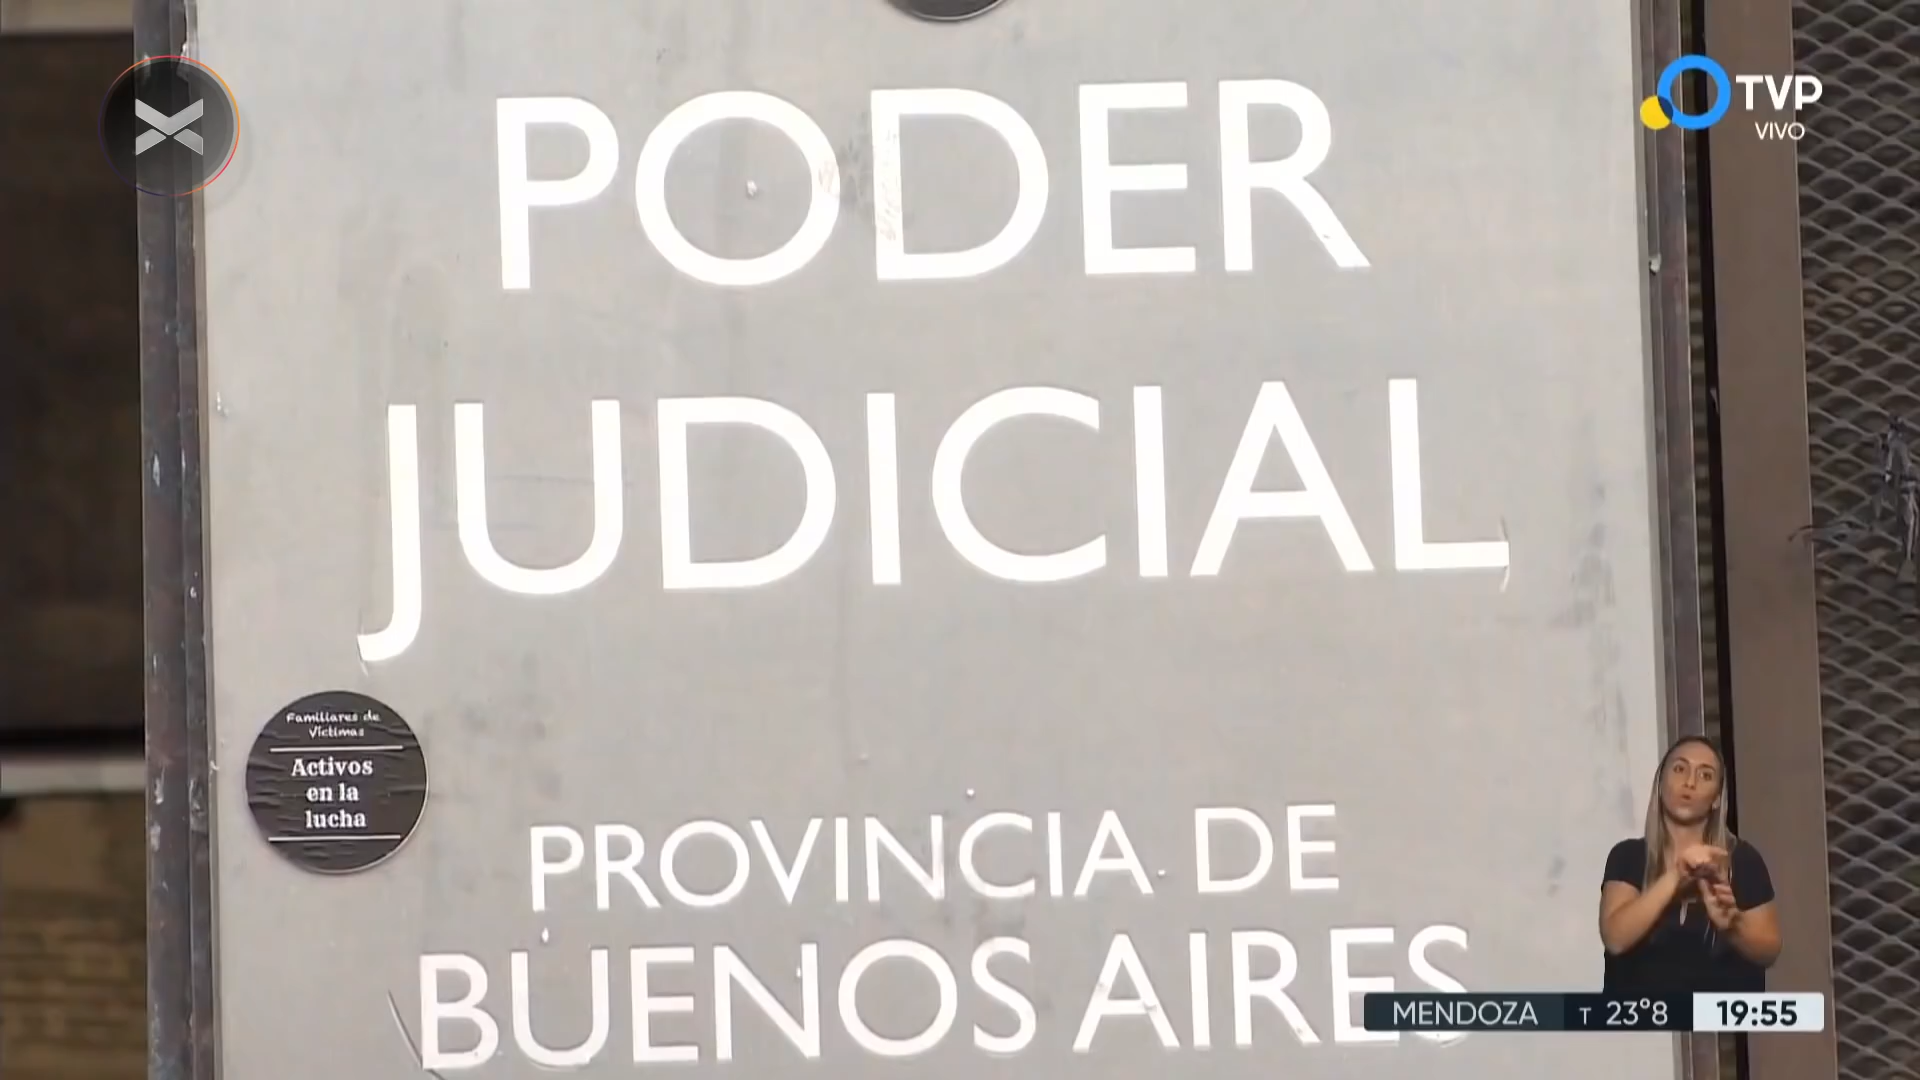 PODER
JUDICIAL
PROVINCIA DE
BUENOS AIRES
Familiares de
Víctimas
Activos
en la
lucha
TVP
VIVO
MENDOZA T 23°8 19:55